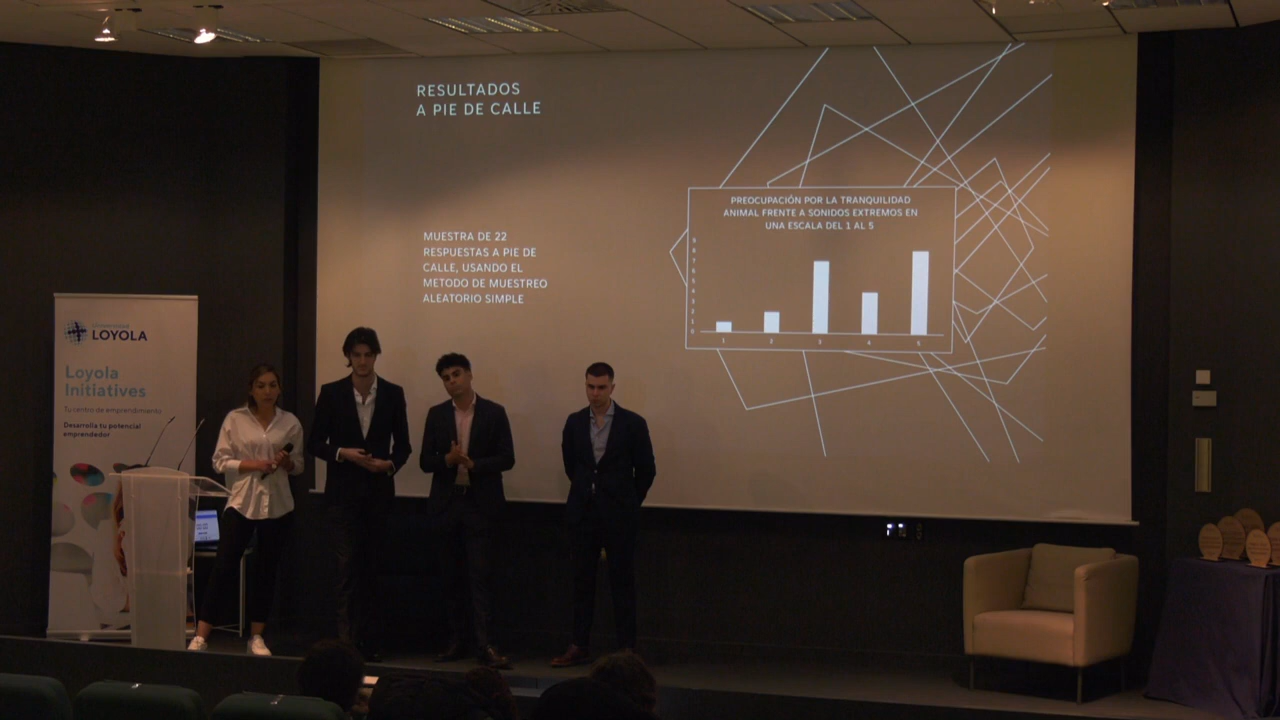 RESULTADOS
A PIE DE CALLE
MUESTRA DE 22
RESPUESTAS A PIE DE
CALLE, USANDO EL
METODO DE MUESTREO
ALEATORIO SIMPLE
PREOCUPACIÓN POR LA TRANQUILIDAD
ANIMAL FRENTE A SONIDOS EXTREMOS EN
UNA ESCALA DEL 1 AL 5
1 2 3 4 5
UNIVERSIDAD
LOYOLA
Loyola
Initiatives
Tu centro de emprendimiento
Desarrolla tu potencial
emprendedor